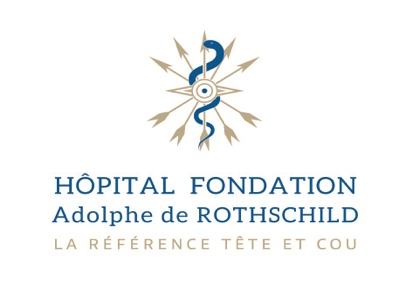 HÔPITAL FONDATION
Adolphe de ROTHSCHILD
LA RÉFÉRENCE TÊTE ET COU